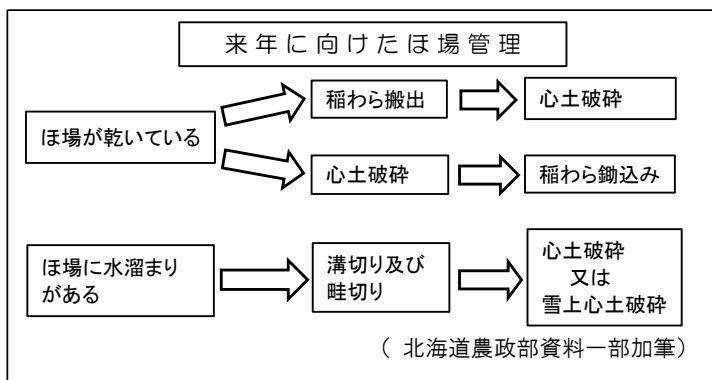 来年に向けたほ場管理
ほ場が乾いている
稲わら搬出
心土破砕
心土破砕
稲わら鋤込み
ほ場に水溜まり
がある
溝切り及び
畦切り
心土破砕
又は
雪上心土破砕
( 北海道農政部資料一部加筆)